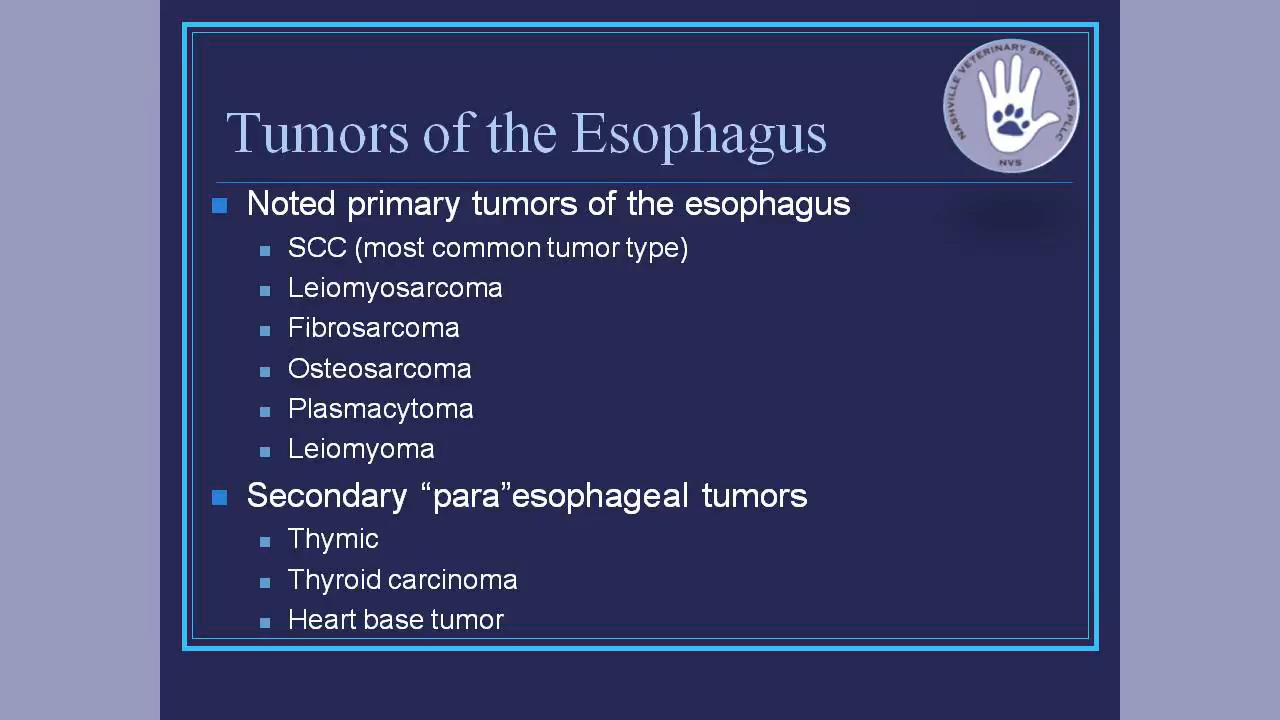 NASHVILLE VETERINARY SPECIALISTS, PLLC
NVS
Tumors of the Esophagus
Noted primary tumors of the esophagus
SCC (most common tumor type)
Leiomyosarcoma
Fibrosarcoma
Osteosarcoma
Plasmacytoma
Leiomyoma
Secondary “para”esophageal tumors
Thymic
Thyroid carcinoma
Heart base tumor